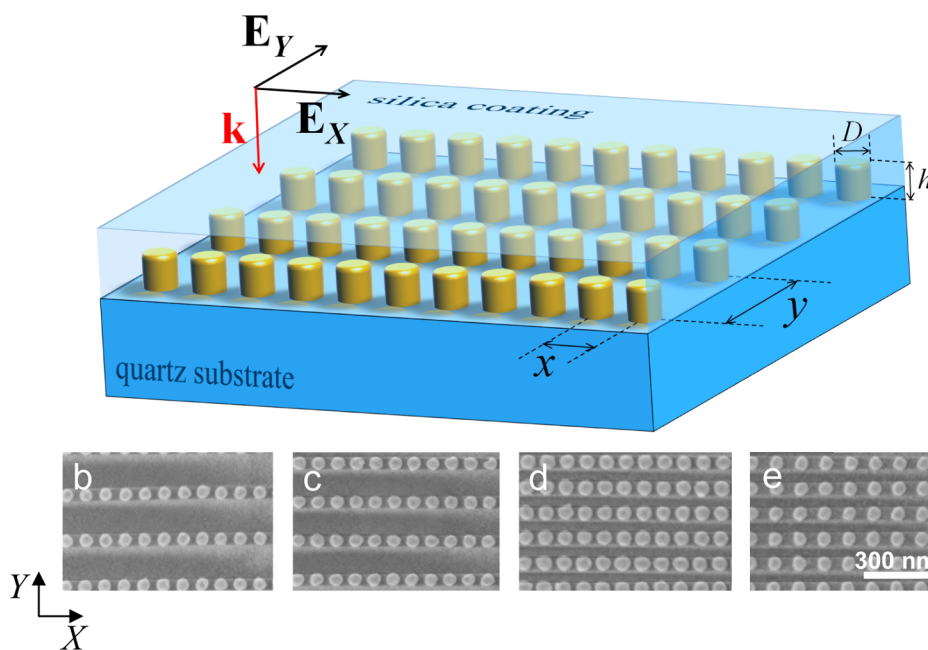 E_Y
silica coating
k
E_X
D
h
y
x
quartz substrate
b
c
d
e
300 nm
Y
X